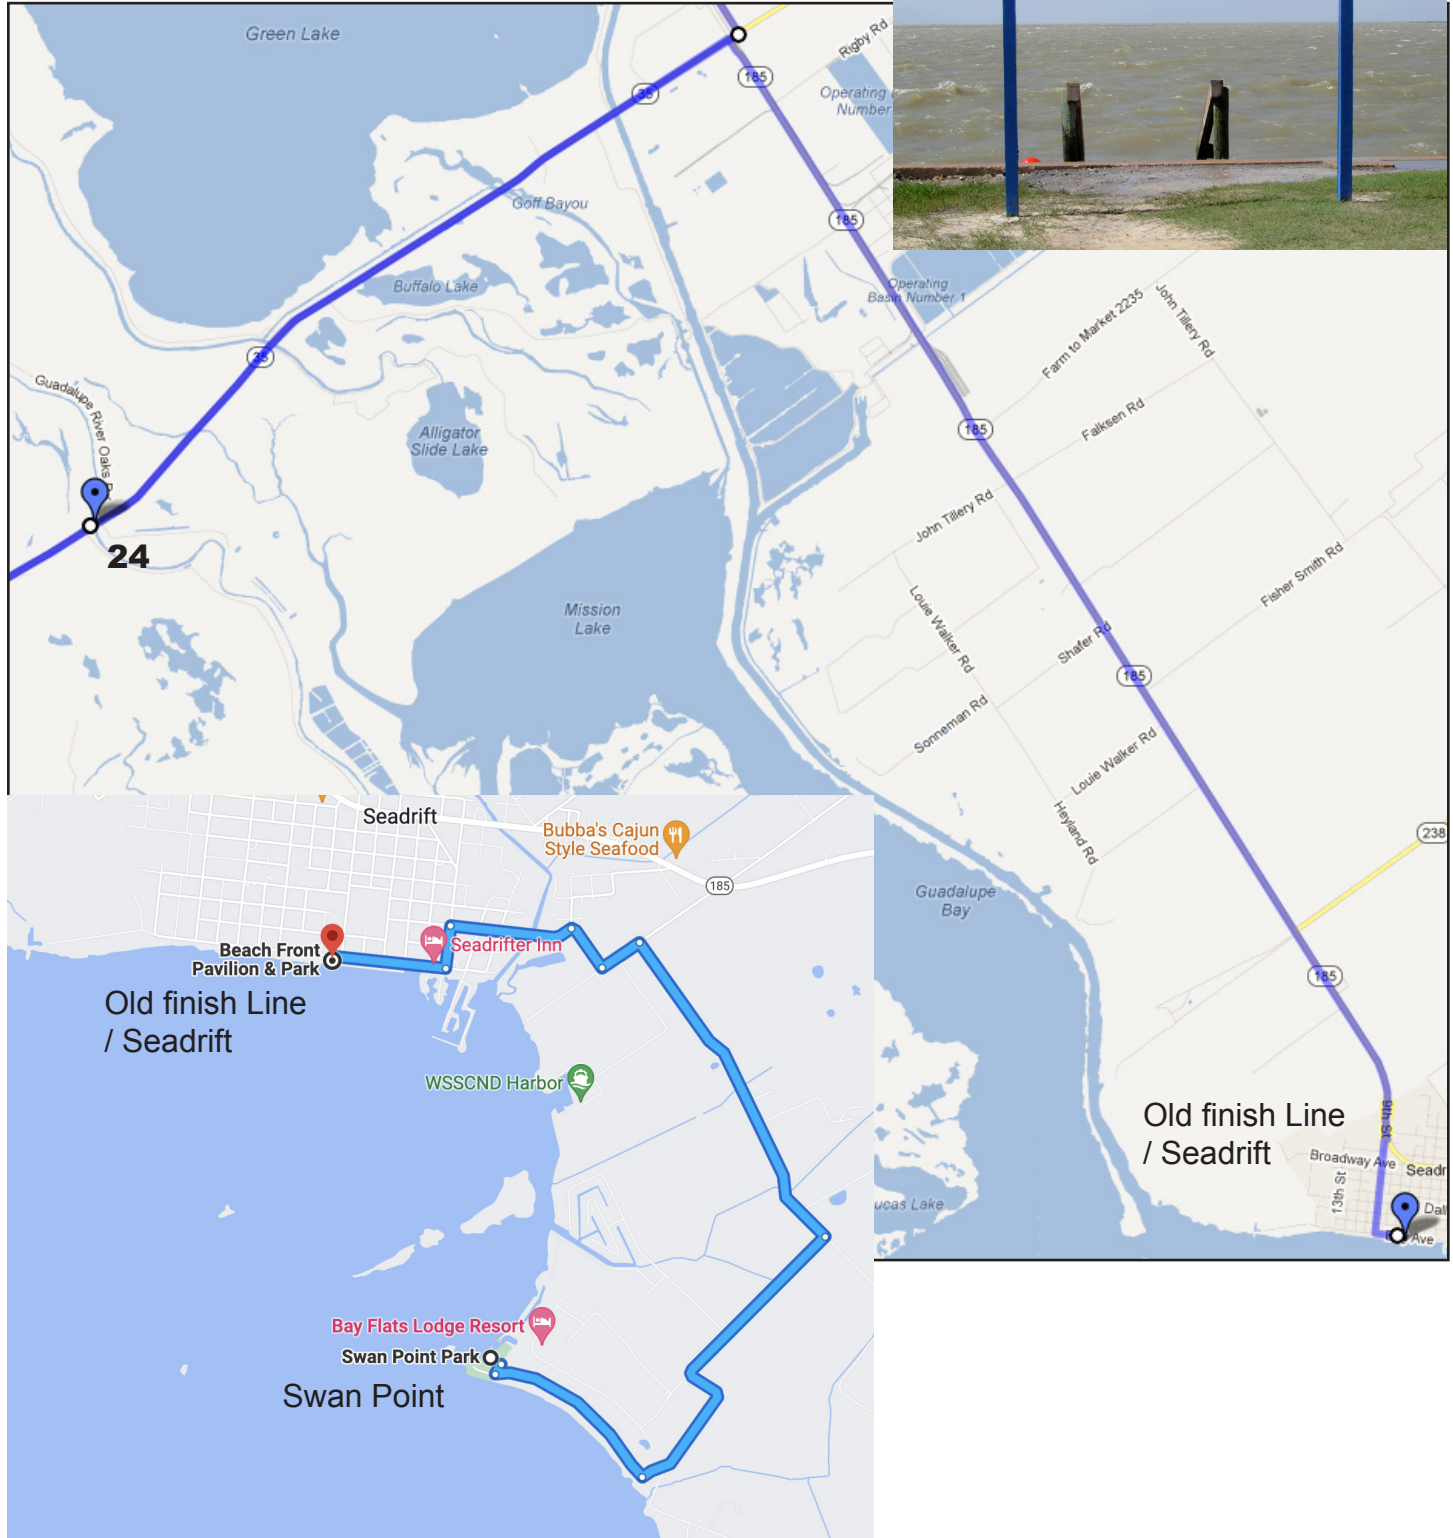 Green Lake
Rigby Rd
35
185
Operating
Number
Goff Bayou
185
Buffalo Lake
Operating
Basin Number 1
John Tillery Rd
Farm to Market 2235
35
Guadalupe River Oaks
Alligator
Slide Lake
185
Falksen Rd
John Tillery Rd
24
Fisher Smith Rd
Mission
Lake
Louie Walker Rd
Shafer Rd
185
Sonneman Rd
Louie Walker Rd
Heyland Rd
238
Guadalupe
Bay
185
Old finish Line
/ Seadrift
9th St
Broadway Ave
Seadr
13th St
Dal
ucas Lake
Ave
Seadrift
Bubba's Cajun
Style Seafood
185
Beach Front
Pavilion & Park
Seadrifter Inn
Old finish Line
/ Seadrift
WSSCND Harbor
Bay Flats Lodge Resort
Swan Point Park
Swan Point